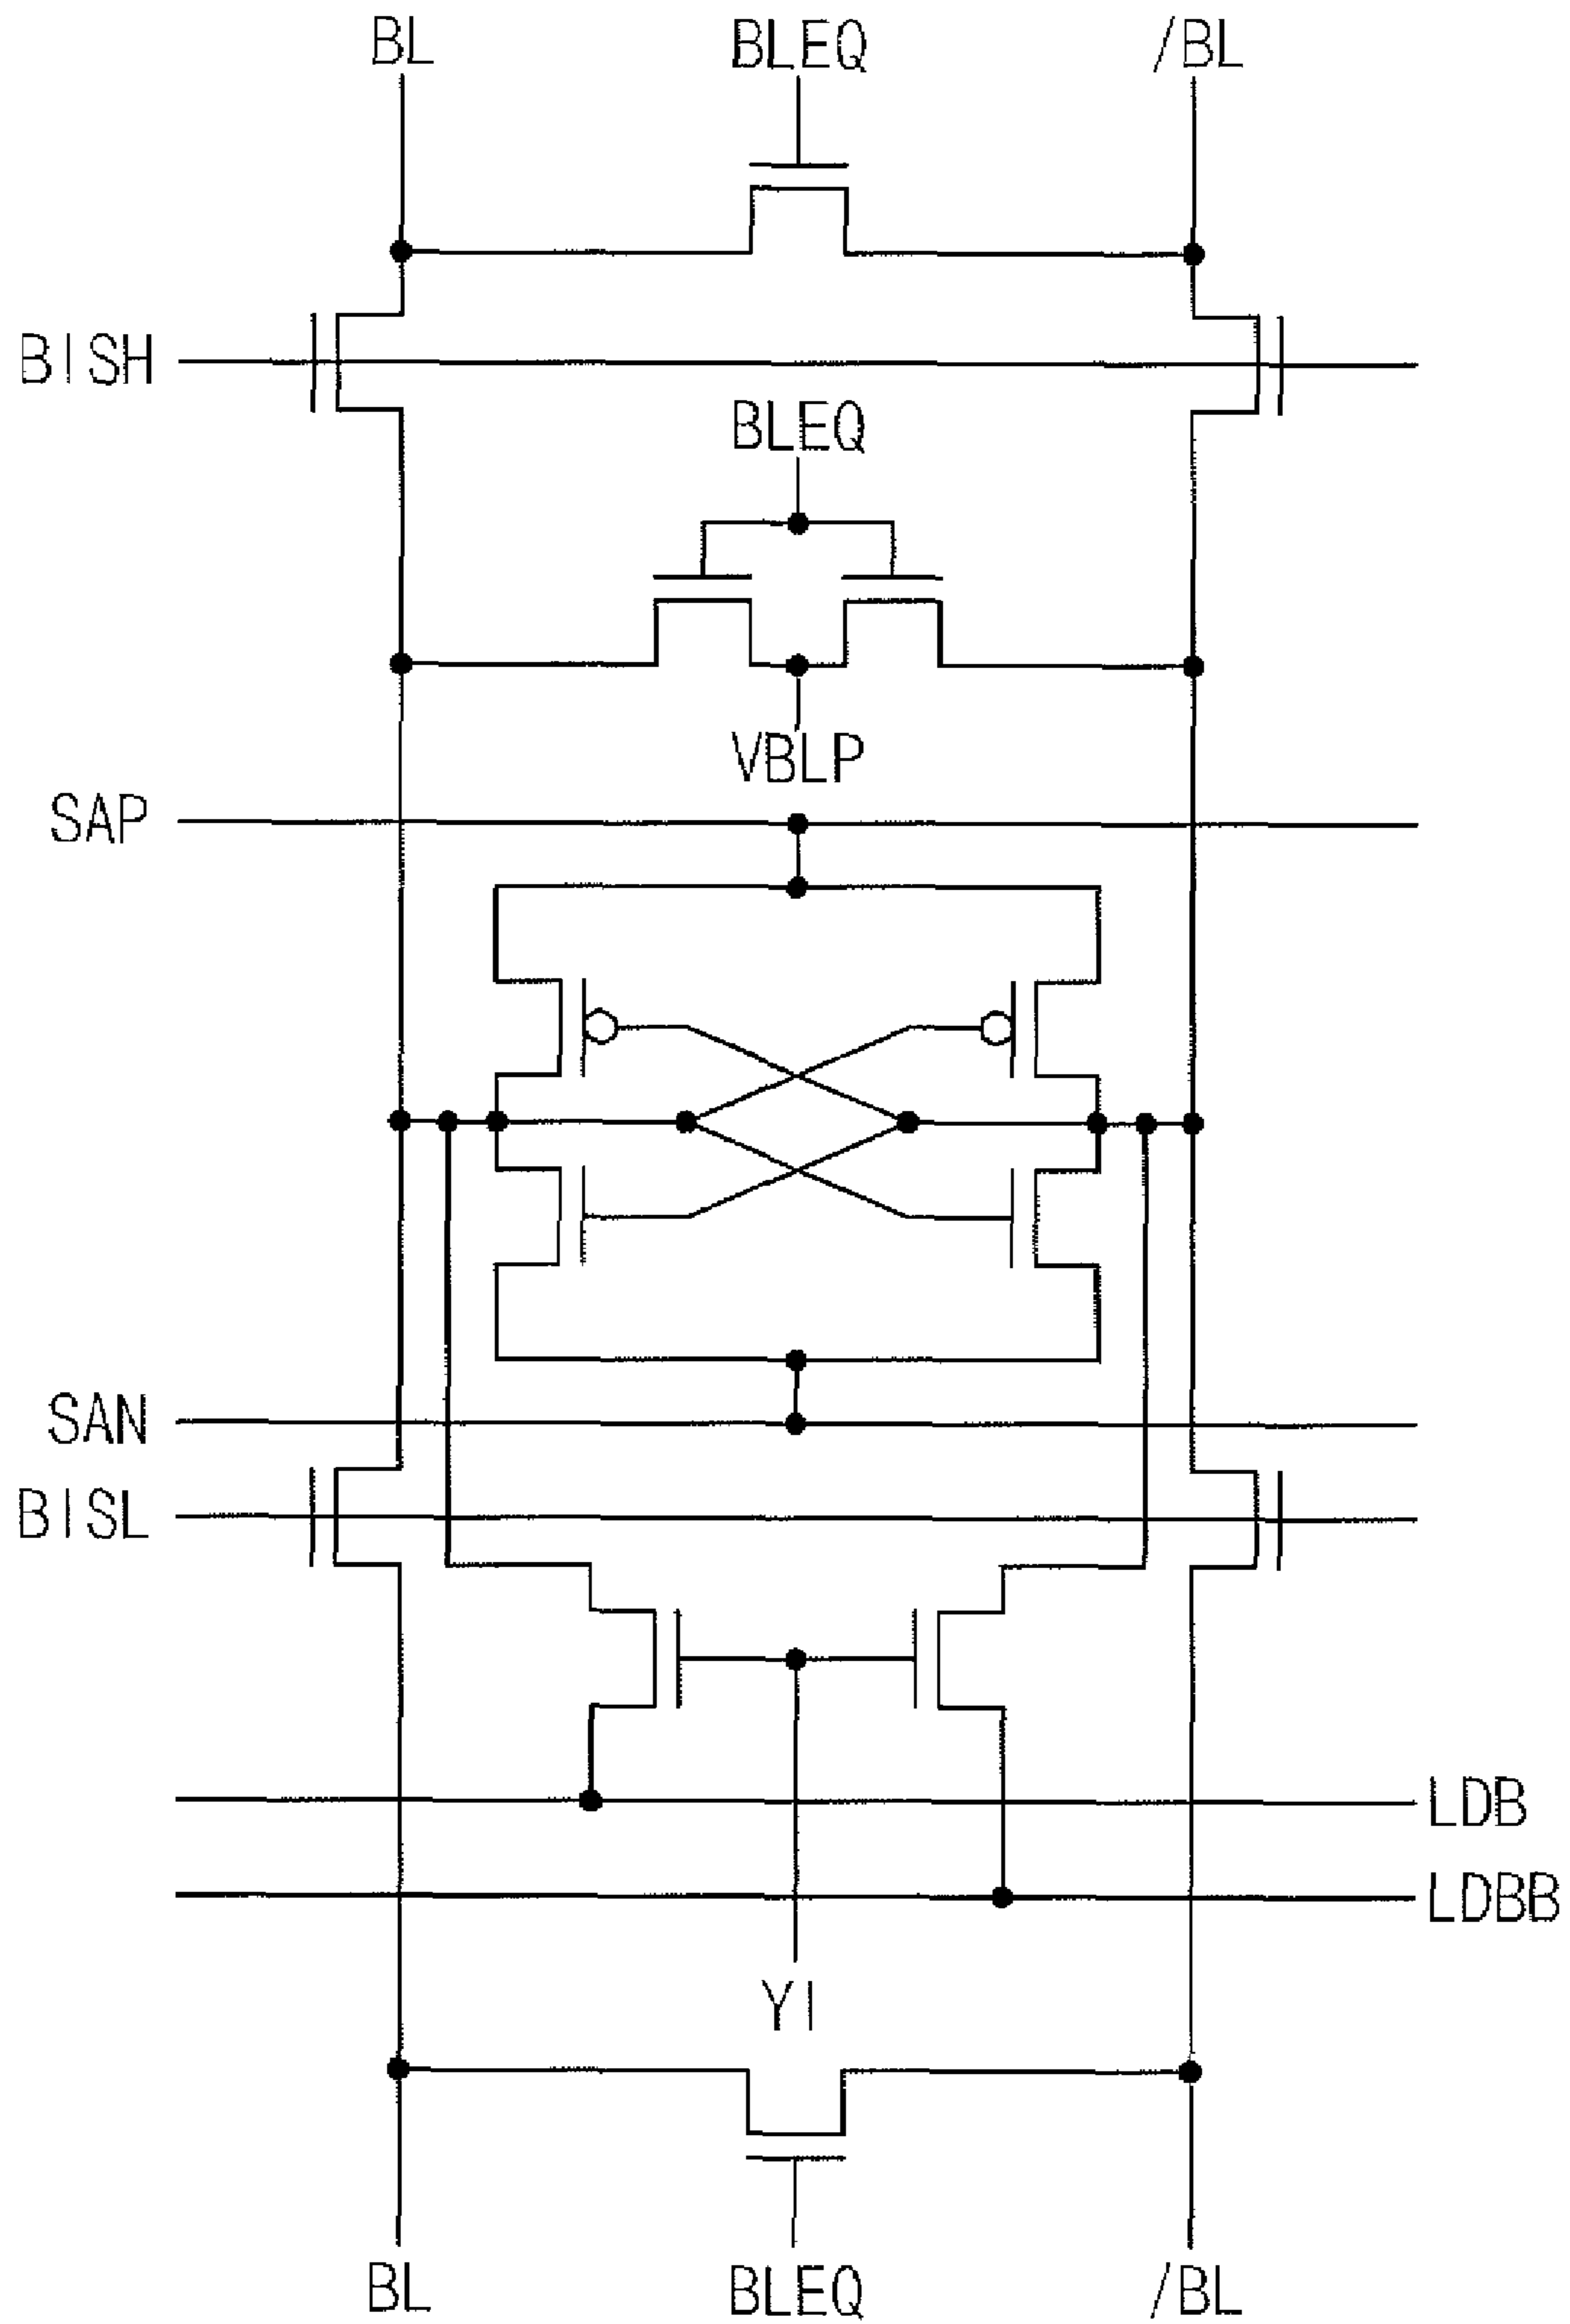 BL BLEQ /BL
BISH
BLEQ
VBLP
SAP
SAN
BISL
LDB
LDBB
YI
BL BLEQ /BL